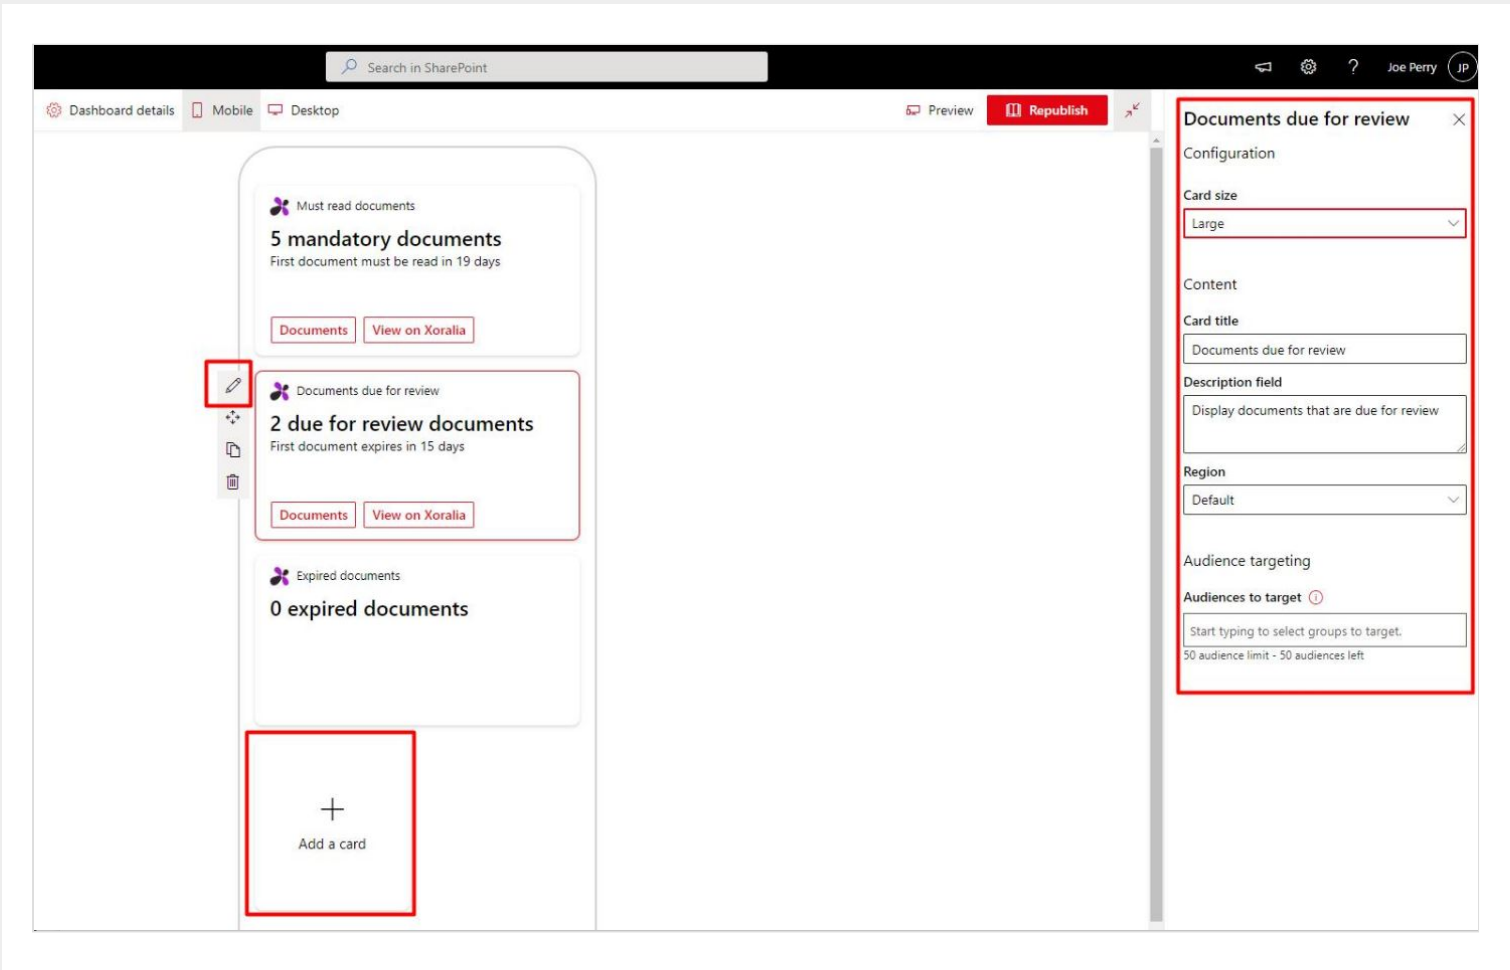 Search in SharePoint
? Joe Perry JP
Dashboard details Mobile Desktop
Preview Republish
Must read documents
5 mandatory documents
First document must be read in 19 days
Documents View on Xoralia
Documents due for review
2 due for review documents
First document expires in 15 days
Documents View on Xoralia
Expired documents
0 expired documents
Add a card
Documents due for review
Configuration
Card size
Large
Content
Card title
Documents due for review
Description field
Display documents that are due for review
Region
Default
Audience targeting
Audiences to target
Start typing to select groups to target.
50 audience limit - 50 audiences left